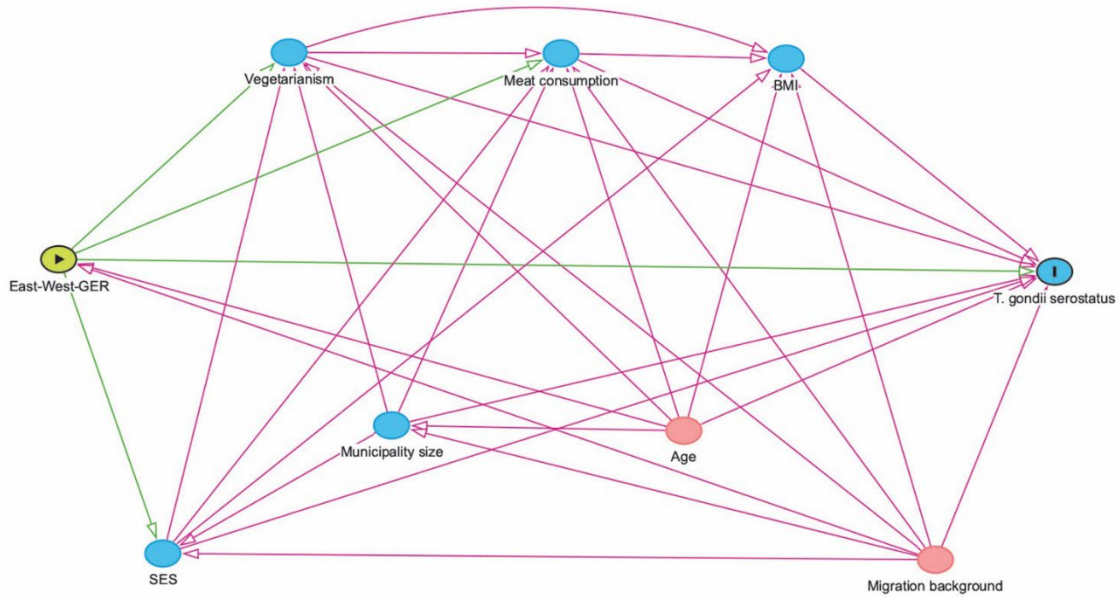 Vegetarianism
Meat consumption
BMI
East-West-GER
T. gondii serostatus
Municipality size
Age
SES
Migration background